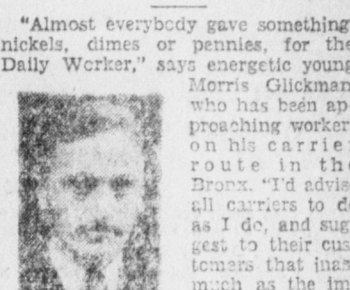 "Almost everybody gave something
nickels, dimes or pennies, for the
Daily Worker," says energetic young
Morris Glickman
who has been ap
proaching worker
on his carrier
route in the
Bronx. "I'd advise
all carriers to do
as I do, and sug
gest to their cus
tomers that inas
much as the im